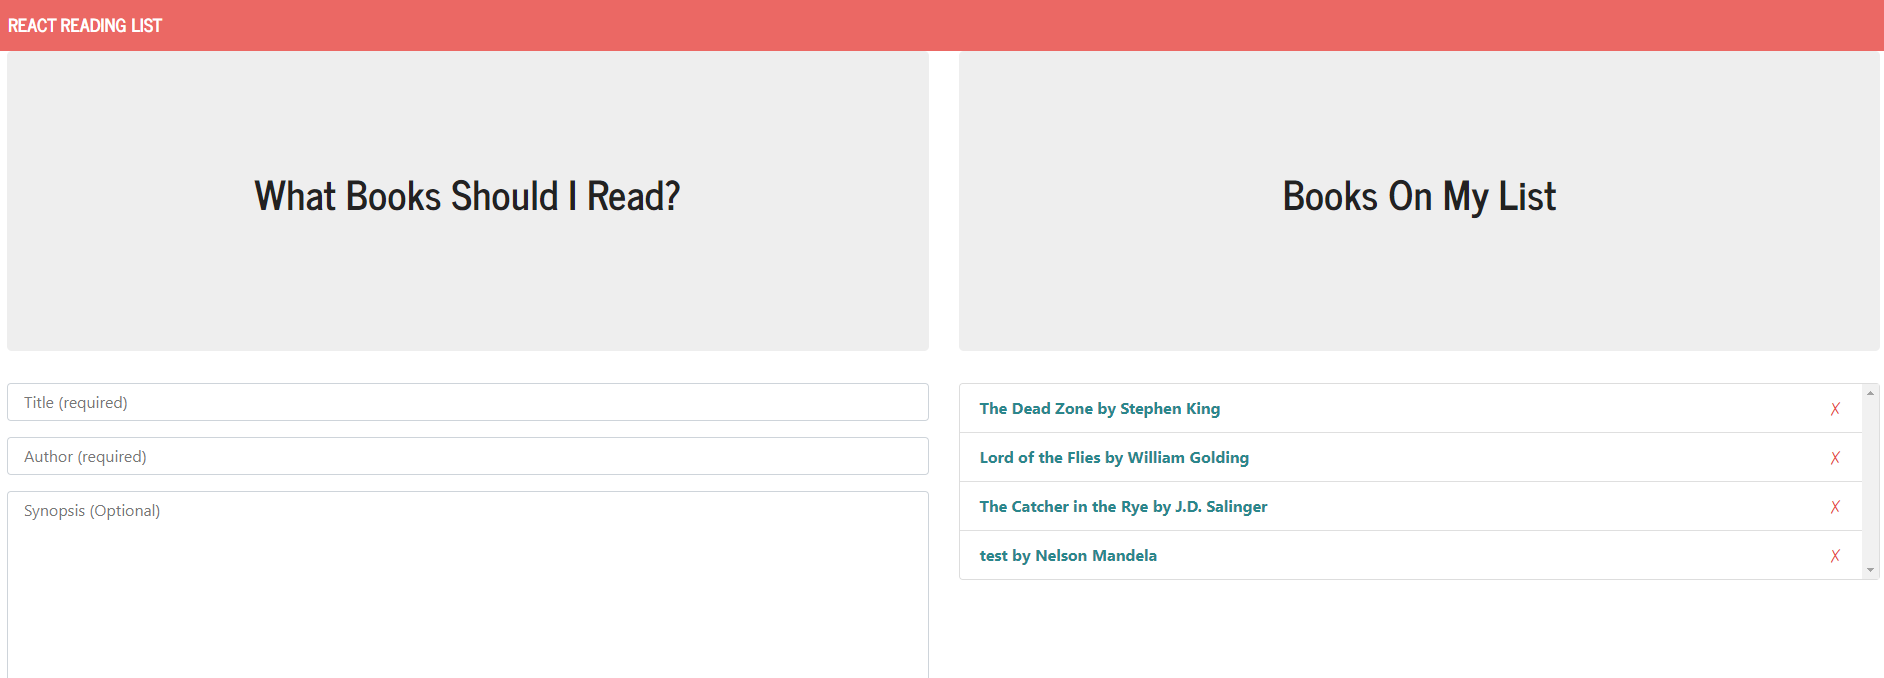 REACT READING LIST
What Books Should I Read?
Title (required)
Author (required)
Synopsis (Optional)
Books On My List
The Dead Zone by Stephen King ✗
Lord of the Flies by William Golding ✗
The Catcher in the Rye by J.D. Salinger ✗
test by Nelson Mandela ✗